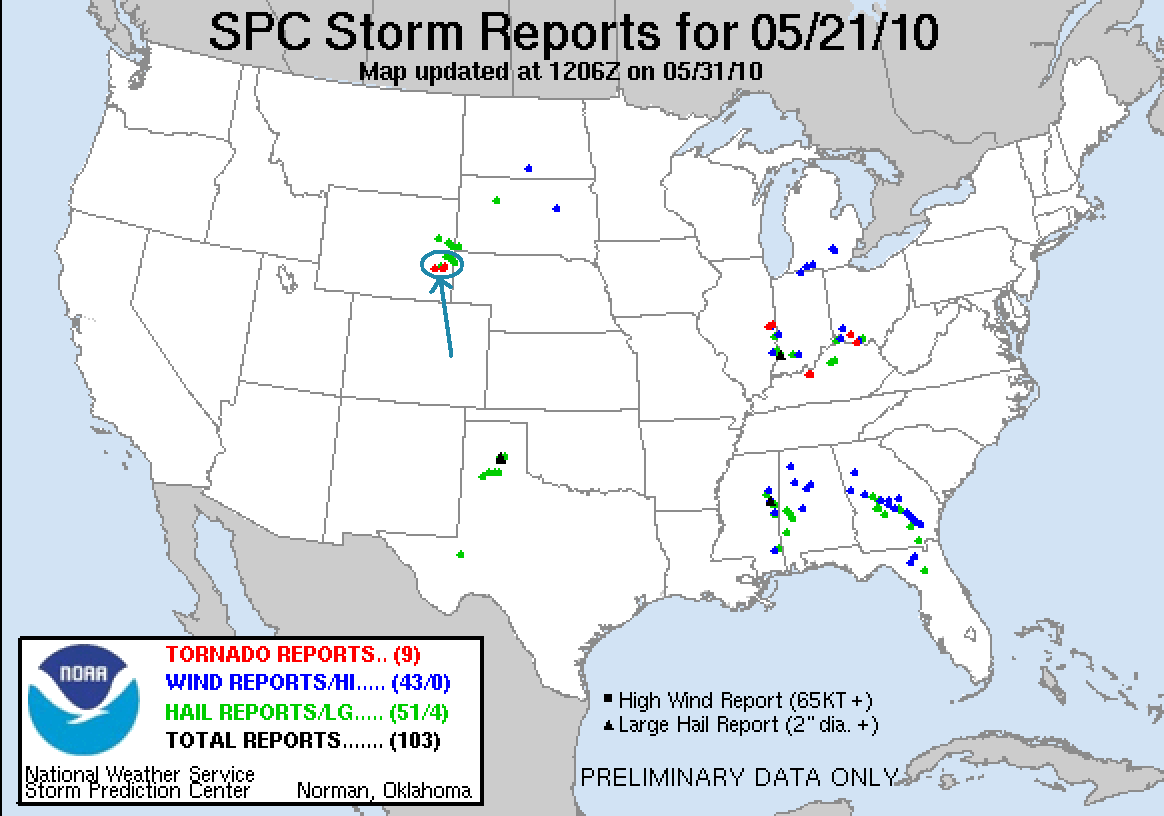 SPC Storm Reports for 05/21/10
Map updated at 1206Z on 05/31/10
NOAA
TORNADO REPORTS.. (9)
WIND REPORTS/HI..... (43/0)
HAIL REPORTS/LG..... (51/4)
TOTAL REPORTS....... (103)
National Weather Service
Storm Prediction Center Norman, Oklahoma
High Wind Report (65KT +)
Large Hail Report (2" dia. +)
PRELIMINARY DATA ONLY